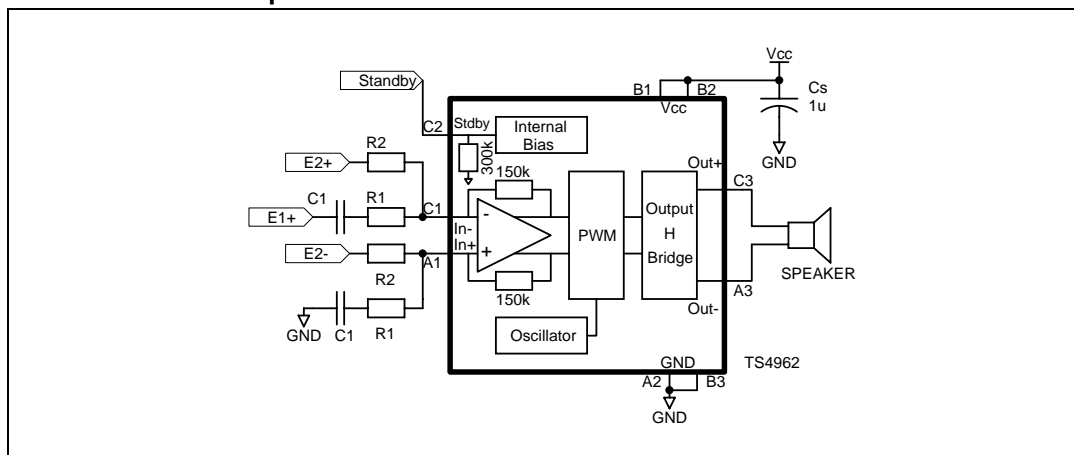 Vcc
Standby
B1
B2
Vcc
Cs
1u
C2
Stdby
Internal
Bias
GND
R2
300k
E2+
150k
Out+
C3
C1
R1
C1
E1+
In-
-
PWM
Output
H
Bridge
In+
+
E2-
A1
SPEAKER
R2
150k
A3
GND
C1
R1
Oscillator
Out-
GND
TS4962
A2
B3
GND